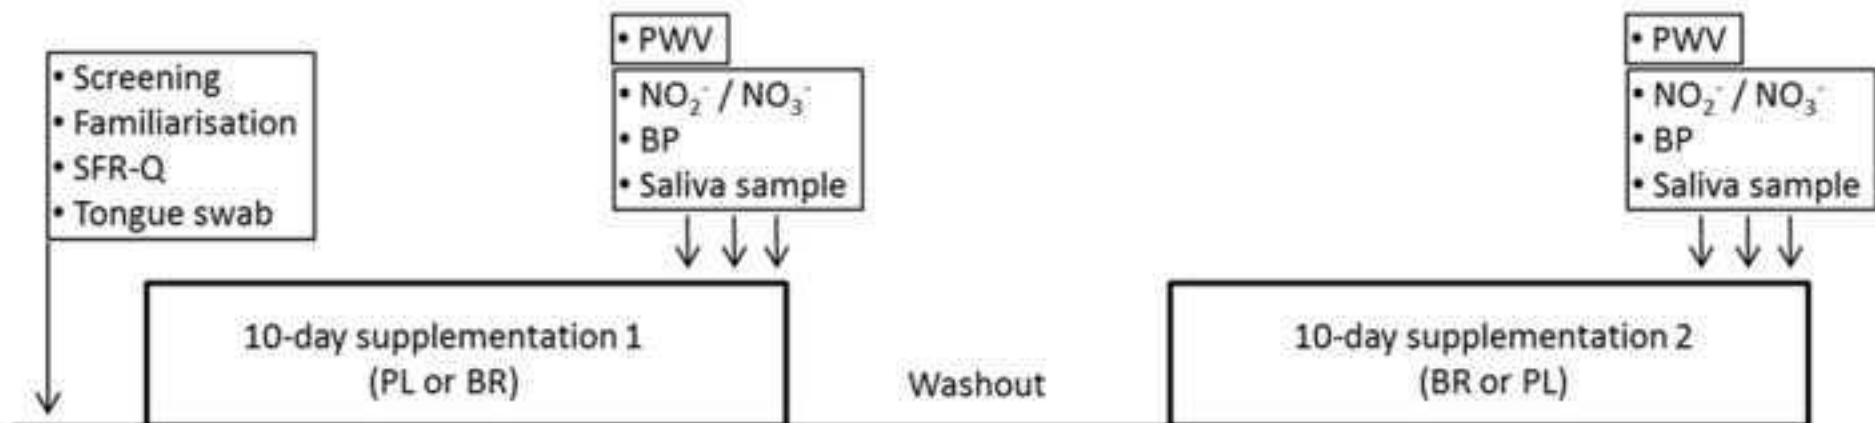 • Screening
• Familiarisation
• SFR-Q
• Tongue swab
• PWV
• NO₂⁻ / NO₃⁻
• BP
• Saliva sample
10-day supplementation 1
(PL or BR)
Washout
• PWV
• NO₂⁻ / NO₃⁻
• BP
• Saliva sample
10-day supplementation 2
(BR or PL)